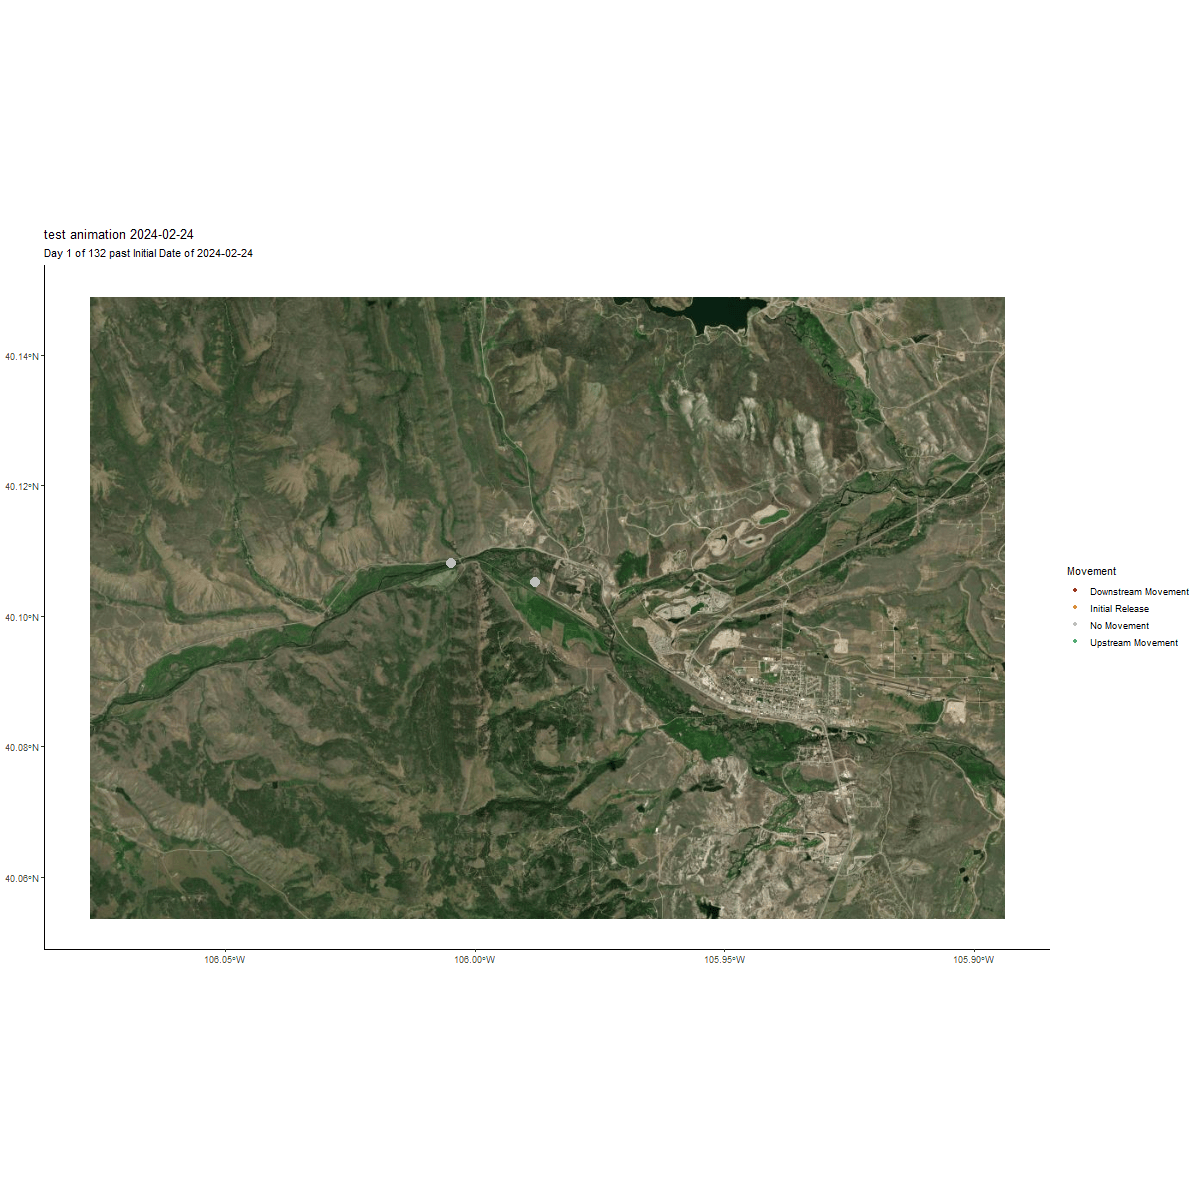 test animation 2024-02-24
Day 1 of 132 past Initial Date of 2024-02-24
40.14°N
40.12°N
40.10°N
40.08°N
40.06°N
106.05°W
106.00°W
105.95°W
105.90°W
Movement
Downstream Movement
Initial Release
No Movement
Upstream Movement